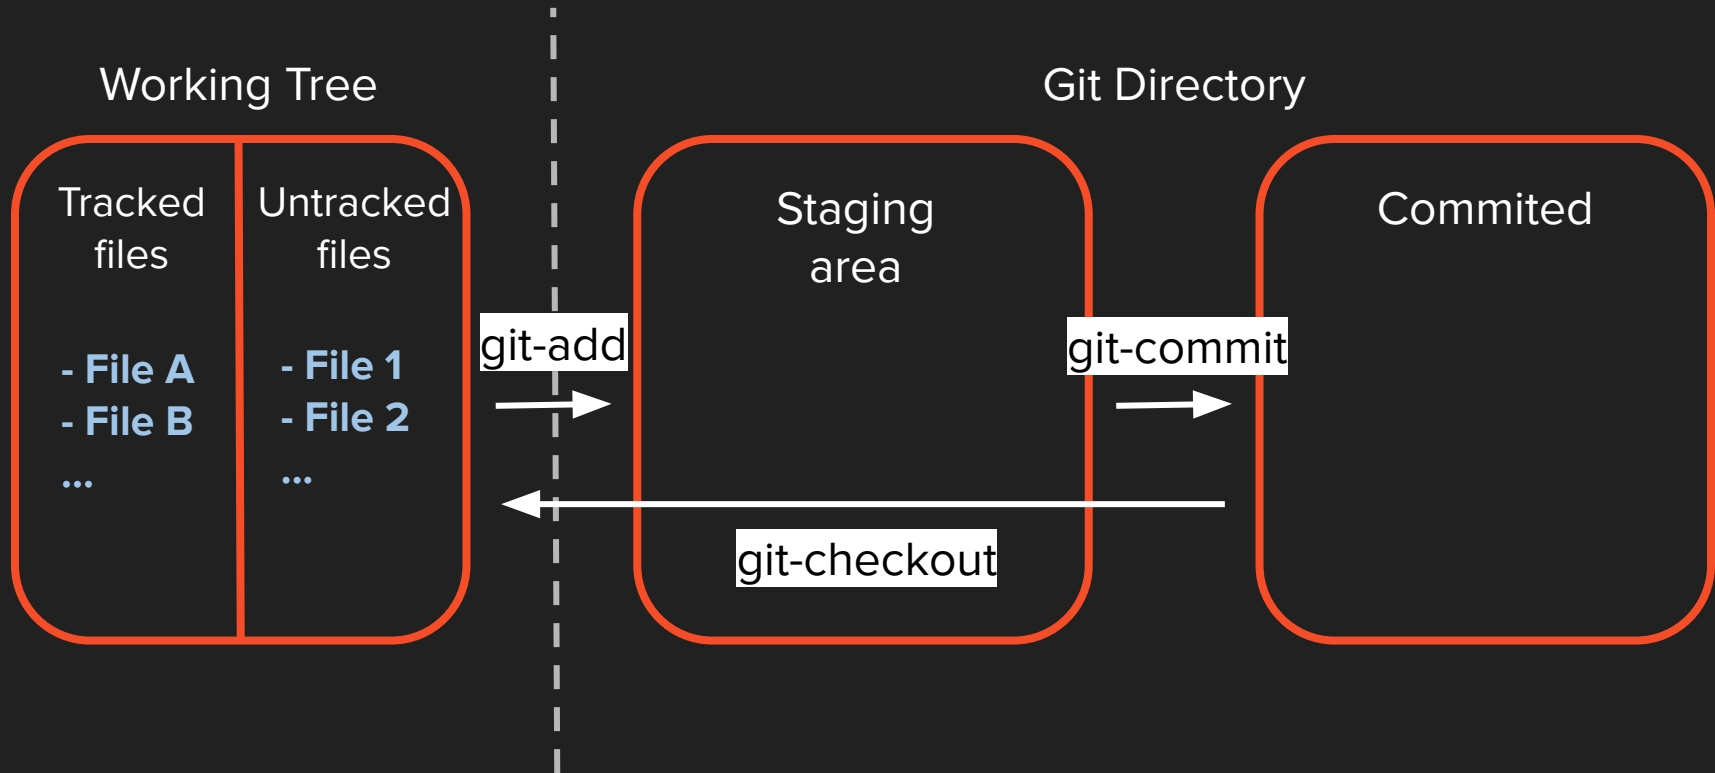 Working Tree
Git Directory
Tracked
files
- File A
- File B
...
Untracked
files
- File 1
- File 2
...
git-add
Staging
area
git-commit
Commited
git-checkout